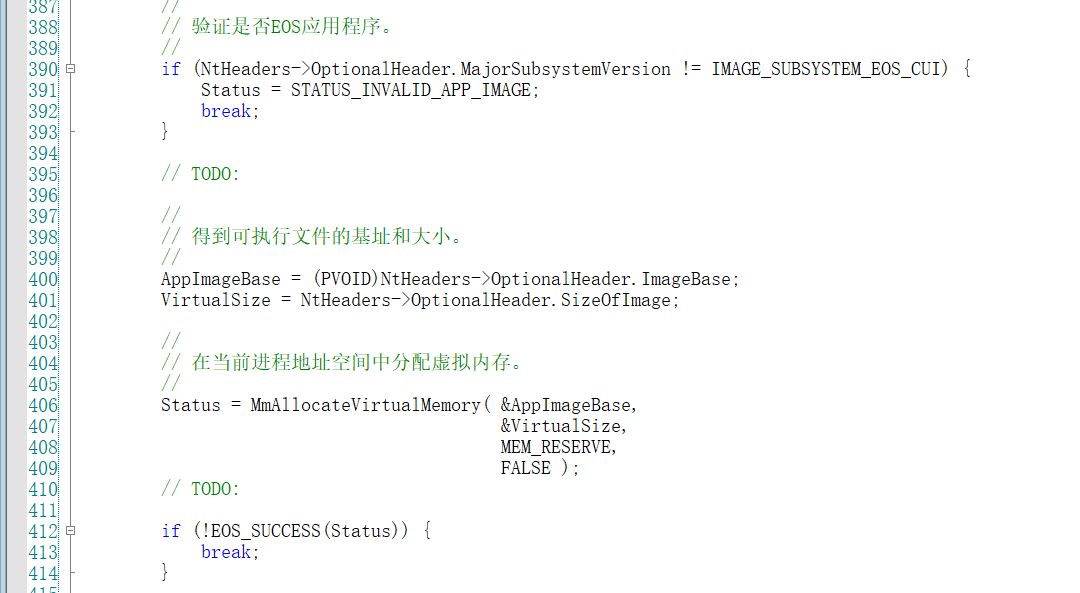 387 //
388 // 验证是否EOS应用程序。
389 //
390 if (NtHeaders->OptionalHeader.MajorSubsystemVersion != IMAGE_SUBSYSTEM_EOS_CUI) {
391 Status = STATUS_INVALID_APP_IMAGE;
392 break;
393 }
394
395 // TODO:
396
397 //
398 // 得到可执行文件的基址和大小。
399 //
400 AppImageBase = (PVOID)NtHeaders->OptionalHeader.ImageBase;
401 VirtualSize = NtHeaders->OptionalHeader.SizeOfImage;
402
403 //
404 // 在当前进程地址空间中分配虚拟内存。
405 //
406 Status = MmAllocateVirtualMemory( &AppImageBase,
407 &VirtualSize,
408 MEM_RESERVE,
409 FALSE );
410 // TODO:
411
412 if (!EOS_SUCCESS(Status)) {
413 break;
414 }
415